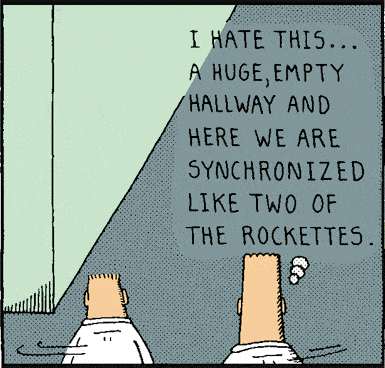 I HATE THIS...
A HUGE, EMPTY
HALLWAY AND
HERE WE ARE
SYNCHRONIZED
LIKE TWO OF
THE ROCKETTES.